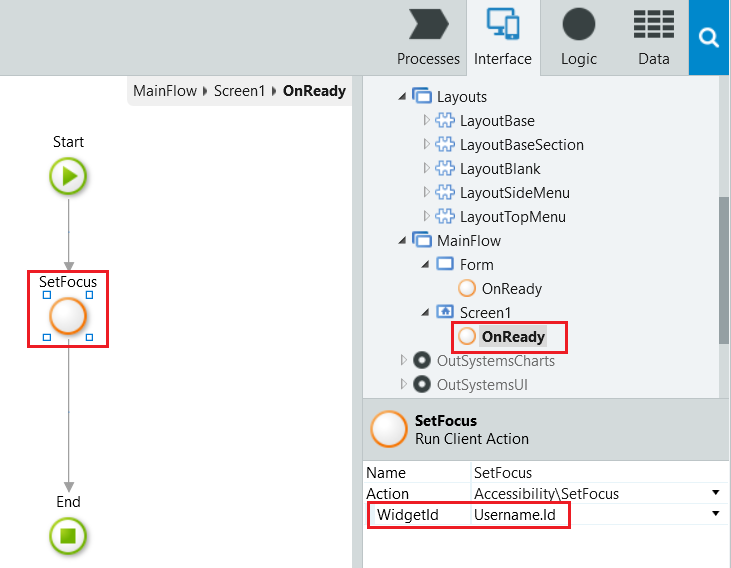 Processes
Interface
Logic
Data
MainFlow Screen1 OnReady
Start
SetFocus
End
Layouts
LayoutBase
LayoutBaseSection
LayoutBlank
LayoutSideMenu
LayoutTopMenu
MainFlow
Form
OnReady
Screen1
OnReady
OutSystemsCharts
OutSystemsUI
SetFocus
Run Client Action
Name SetFocus
Action Accessibility\SetFocus
WidgetId Username.Id